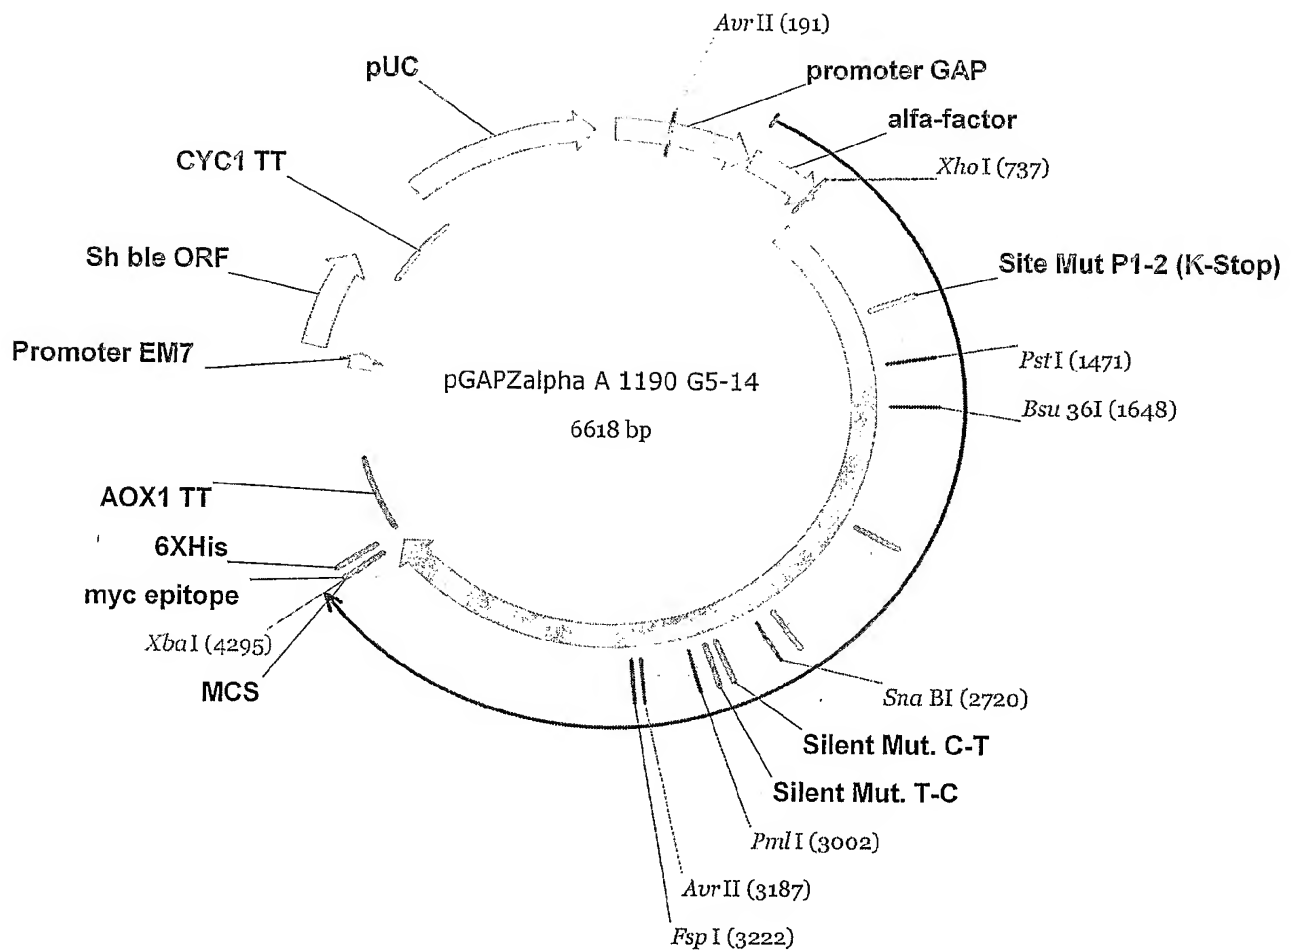 AvrII (191)
pUC
promoter GAP
alfa-factor
CYC1 TT
XhoI (737)
Sh ble ORF
Site Mut P1-2 (K-Stop)
Promoter EM7
PstI (1471)
pGAPZalpha A 1190 G5-14
Bsu 36I (1648)
6618 bp
AOX1 TT
6XHis
myc epitope
XbaI (4295)
MCS
Sna BI (2720)
Silent Mut. C-T
Silent Mut. T-C
PmlI (3002)
AvrII (3187)
FspI (3222)